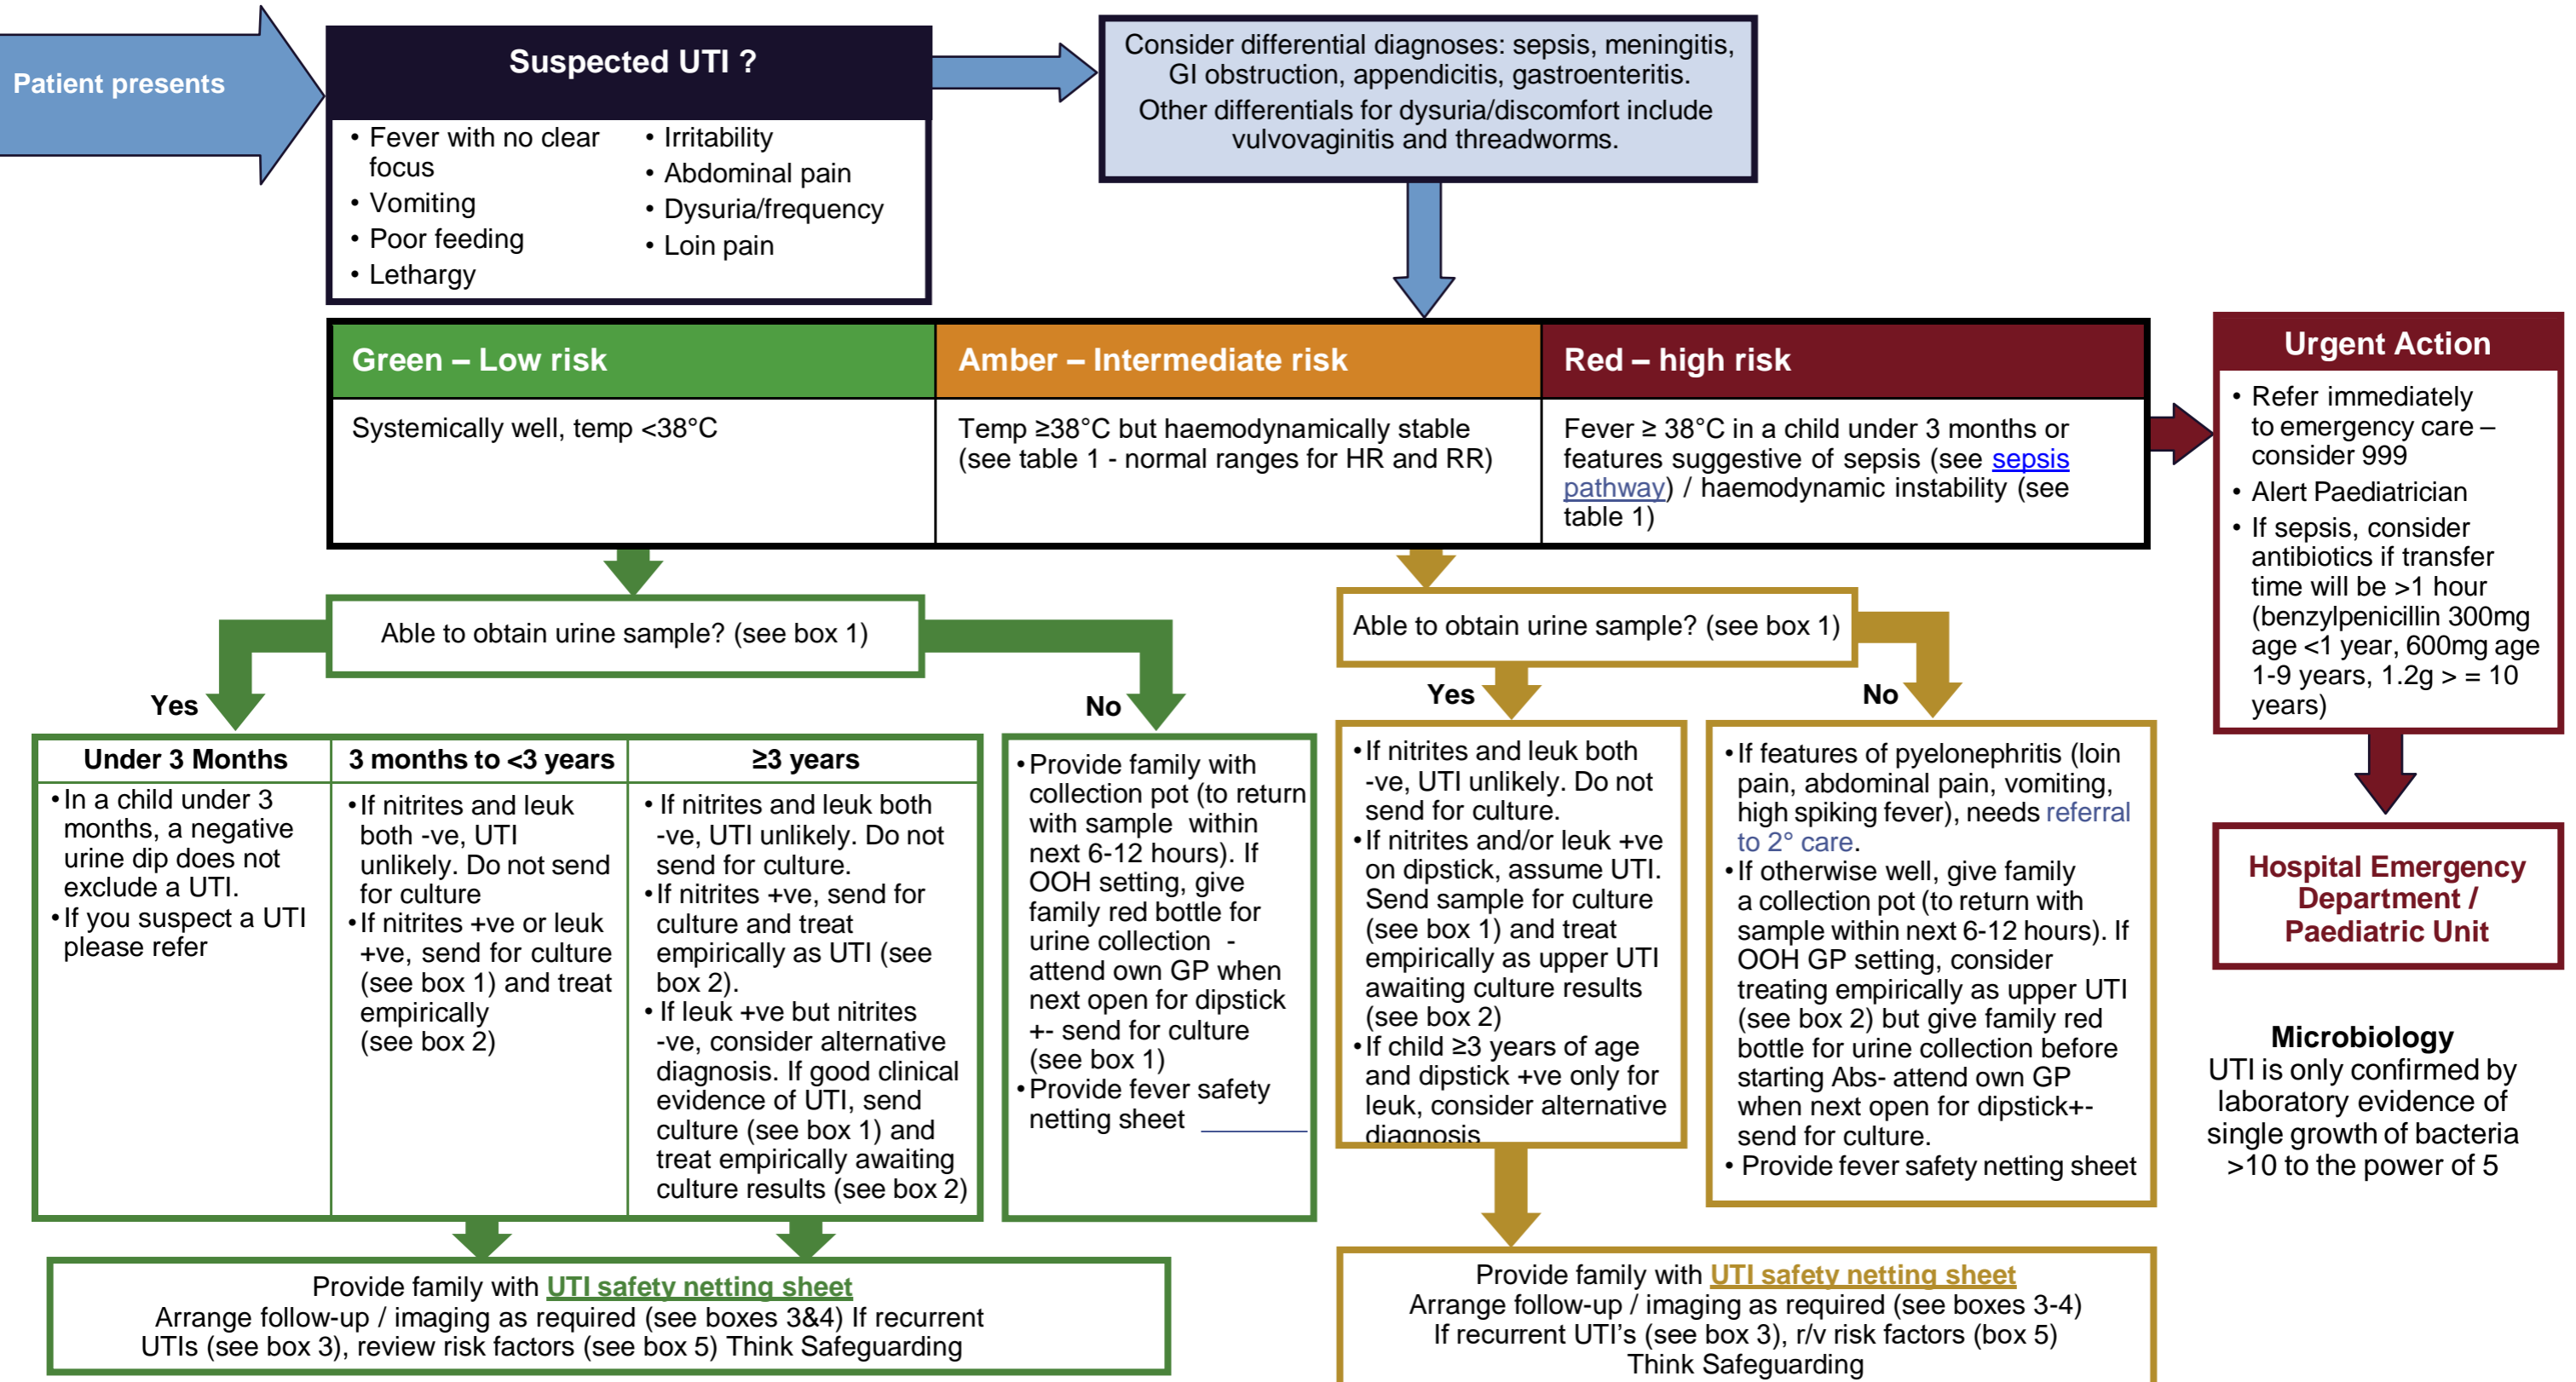 Patient presents
Suspected UTI ?
• Fever with no clear
focus
• Vomiting
• Poor feeding
• Lethargy
• Irritability
• Abdominal pain
• Dysuria/frequency
• Loin pain
Consider differential diagnoses: sepsis, meningitis,
GI obstruction, appendicitis, gastroenteritis.
Other differentials for dysuria/discomfort include
vulvovaginitis and threadworms.
Green – Low risk
Systemically well, temp <38°C
Amber – Intermediate risk
Temp ≥38°C but haemodynamically stable
(see table 1 - normal ranges for HR and RR)
Red – high risk
Fever ≥ 38°C in a child under 3 months or
features suggestive of sepsis (see sepsis
pathway) / haemodynamic instability (see
table 1)
Urgent Action
• Refer immediately
to emergency care –
consider 999
• Alert Paediatrician
• If sepsis, consider
antibiotics if transfer
time will be >1 hour
(benzylpenicillin 300mg
age <1 year, 600mg age
1-9 years, 1.2g > = 10
years)
Hospital Emergency
Department /
Paediatric Unit
Microbiology
UTI is only confirmed by
laboratory evidence of
single growth of bacteria
>10 to the power of 5
Able to obtain urine sample? (see box 1)
Yes
No
Under 3 Months
• In a child under 3
months, a negative
urine dip does not
exclude a UTI.
• If you suspect a UTI
please refer
3 months to <3 years
• If nitrites and leuk
both -ve, UTI
unlikely. Do not send
for culture
• If nitrites +ve or leuk
+ve, send for culture
(see box 1) and treat
empirically
(see box 2)
≥3 years
• If nitrites and leuk both
-ve, UTI unlikely. Do not
send for culture.
• If nitrites +ve, send for
culture and treat
empirically as UTI (see
box 2).
• If leuk +ve but nitrites
-ve, consider alternative
diagnosis. If good clinical
evidence of UTI, send
culture (see box 1) and
treat empirically awaiting
culture results (see box 2)
• Provide family with
collection pot (to return
with sample within
next 6-12 hours). If
OOH setting, give
family red bottle for
urine collection -
attend own GP when
next open for dipstick
+- send for culture
(see box 1)
• Provide fever safety
netting sheet
Provide family with UTI safety netting sheet
Arrange follow-up / imaging as required (see boxes 3&4) If recurrent
UTIs (see box 3), review risk factors (see box 5) Think Safeguarding
Able to obtain urine sample? (see box 1)
Yes
No
• If nitrites and leuk both
-ve, UTI unlikely. Do not
send for culture.
• If nitrites and/or leuk +ve
on dipstick, assume UTI.
Send sample for culture
(see box 1) and treat
empirically as upper UTI
awaiting culture results
(see box 2)
• If child ≥3 years of age
and dipstick +ve only for
leuk, consider alternative
diagnosis
• If features of pyelonephritis (loin
pain, abdominal pain, vomiting,
high spiking fever), needs referral
to 2° care.
• If otherwise well, give family
a collection pot (to return with
sample within next 6-12 hours). If
OOH GP setting, consider
treating empirically as upper UTI
(see box 2) but give family red
bottle for urine collection before
starting Abs- attend own GP
when next open for dipstick+-
send for culture.
• Provide fever safety netting sheet
Provide family with UTI safety netting sheet
Arrange follow-up / imaging as required (see boxes 3-4)
If recurrent UTI's (see box 3), r/v risk factors (box 5)
Think Safeguarding